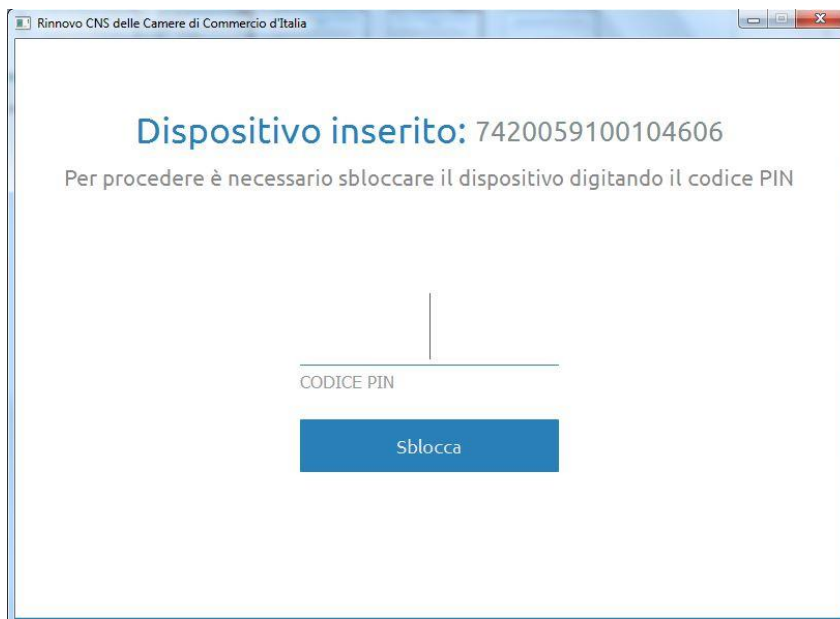 Rinnovo CNS delle Camere di Commercio d'Italia
Dispositivo inserito: 7420059100104606
Per procedere è necessario sbloccare il dispositivo digitando il codice PIN
CODICE PIN
Sblocca